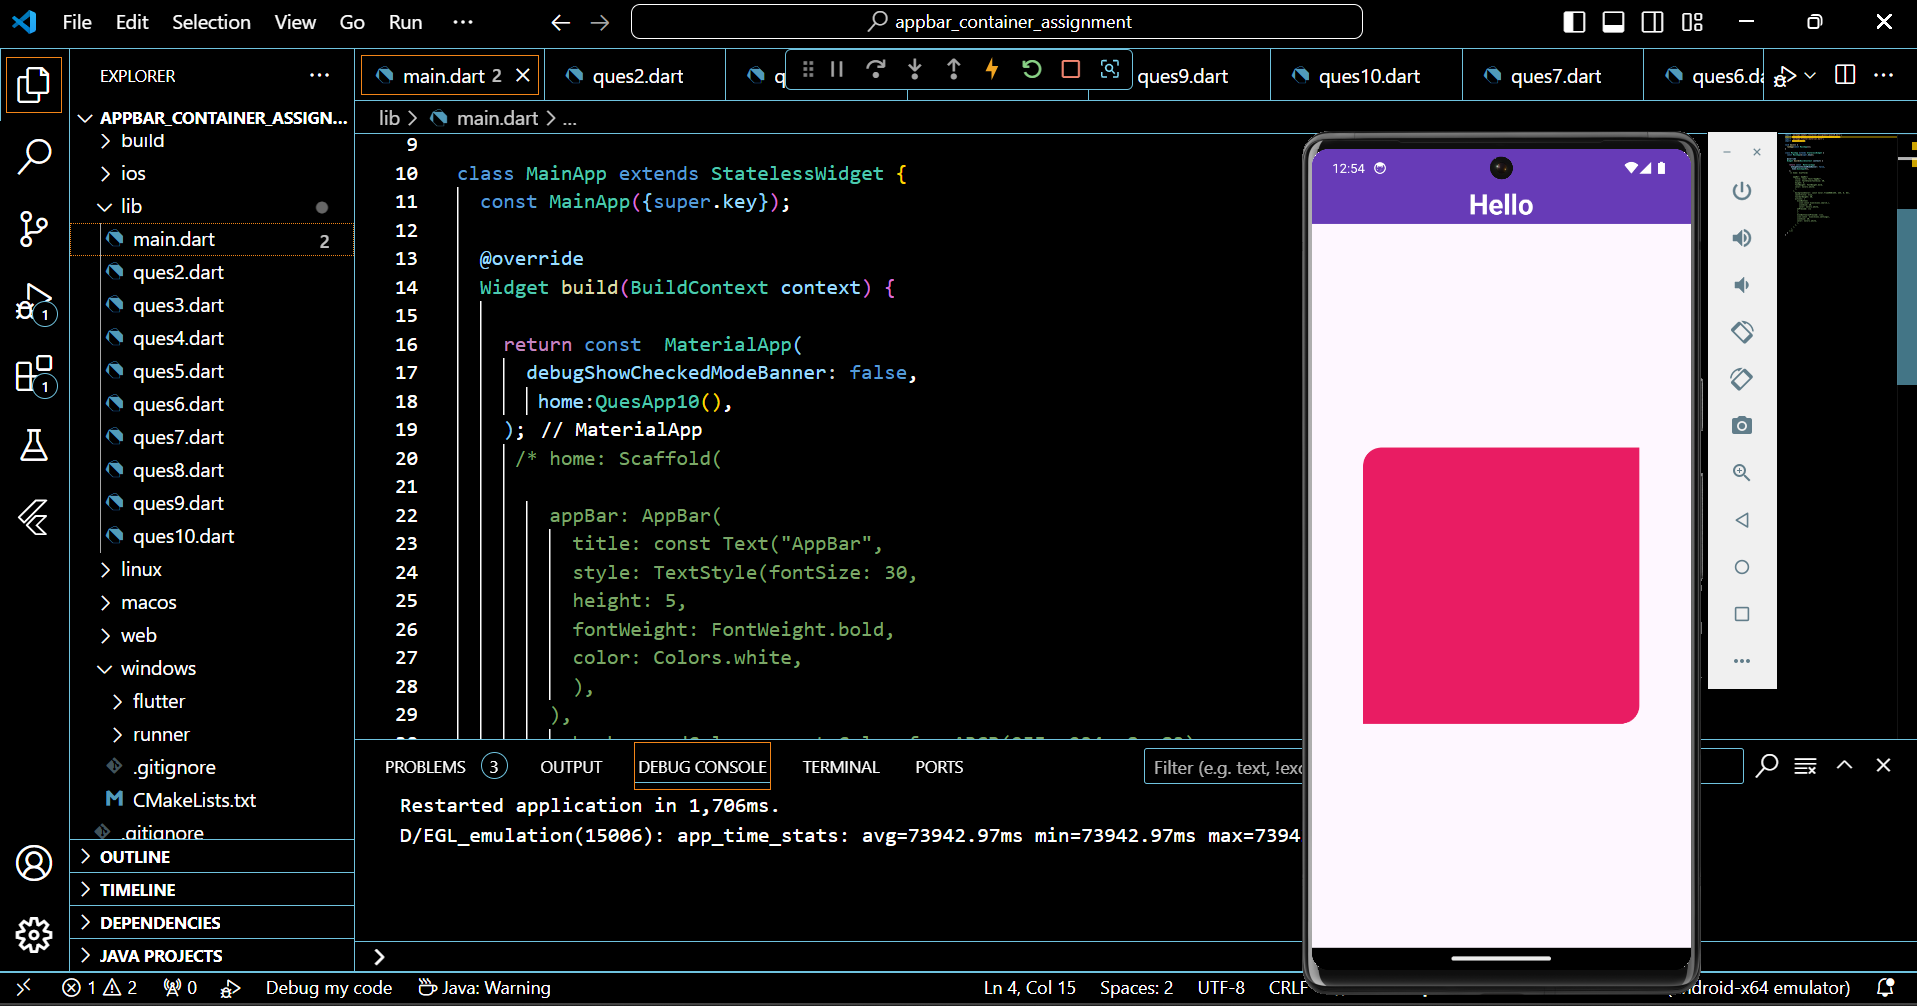 File Edit Selection View Go Run ··· appbar_container_assignment
EXPLORER ···
main.dart 2
ques2.dart
q
ques9.dart
ques10.dart
ques7.dart
ques6.da
APPBAR_CONTAINER_ASSIGN...
build
ios
lib
main.dart 2
ques2.dart
ques3.dart
ques4.dart
ques5.dart
ques6.dart
ques7.dart
ques8.dart
ques9.dart
ques10.dart
linux
macos
web
windows
flutter
runner
.gitignore
CMakeLists.txt
.gitignore
OUTLINE
TIMELINE
DEPENDENCIES
JAVA PROJECTS
1
1
lib > main.dart > ...
9
10 class MainApp extends StatelessWidget {
11 const MainApp({super.key});
12
13 @override
14 Widget build(BuildContext context) {
15
16 return const MaterialApp(
17 debugShowCheckedModeBanner: false,
18 home:QuesApp10(),
19 ); // MaterialApp
20 /* home: Scaffold(
21
22 appBar: AppBar(
23 title: const Text("AppBar",
24 style: TextStyle(fontSize: 30,
25 height: 5,
26 fontWeight: FontWeight.bold,
27 color: Colors.white,
28 ),
29 ),
12:54
Hello
PROBLEMS 3 OUTPUT DEBUG CONSOLE TERMINAL PORTS Filter (e.g. text, !exc
Restarted application in 1,706ms.
D/EGL_emulation(15006): app_time_stats: avg=73942.97ms min=73942.97ms max=7394
1 2 0 Debug my code Java: Warning Ln 4, Col 15 Spaces: 2 UTF-8 CRLF ndroid-x64 emulator)